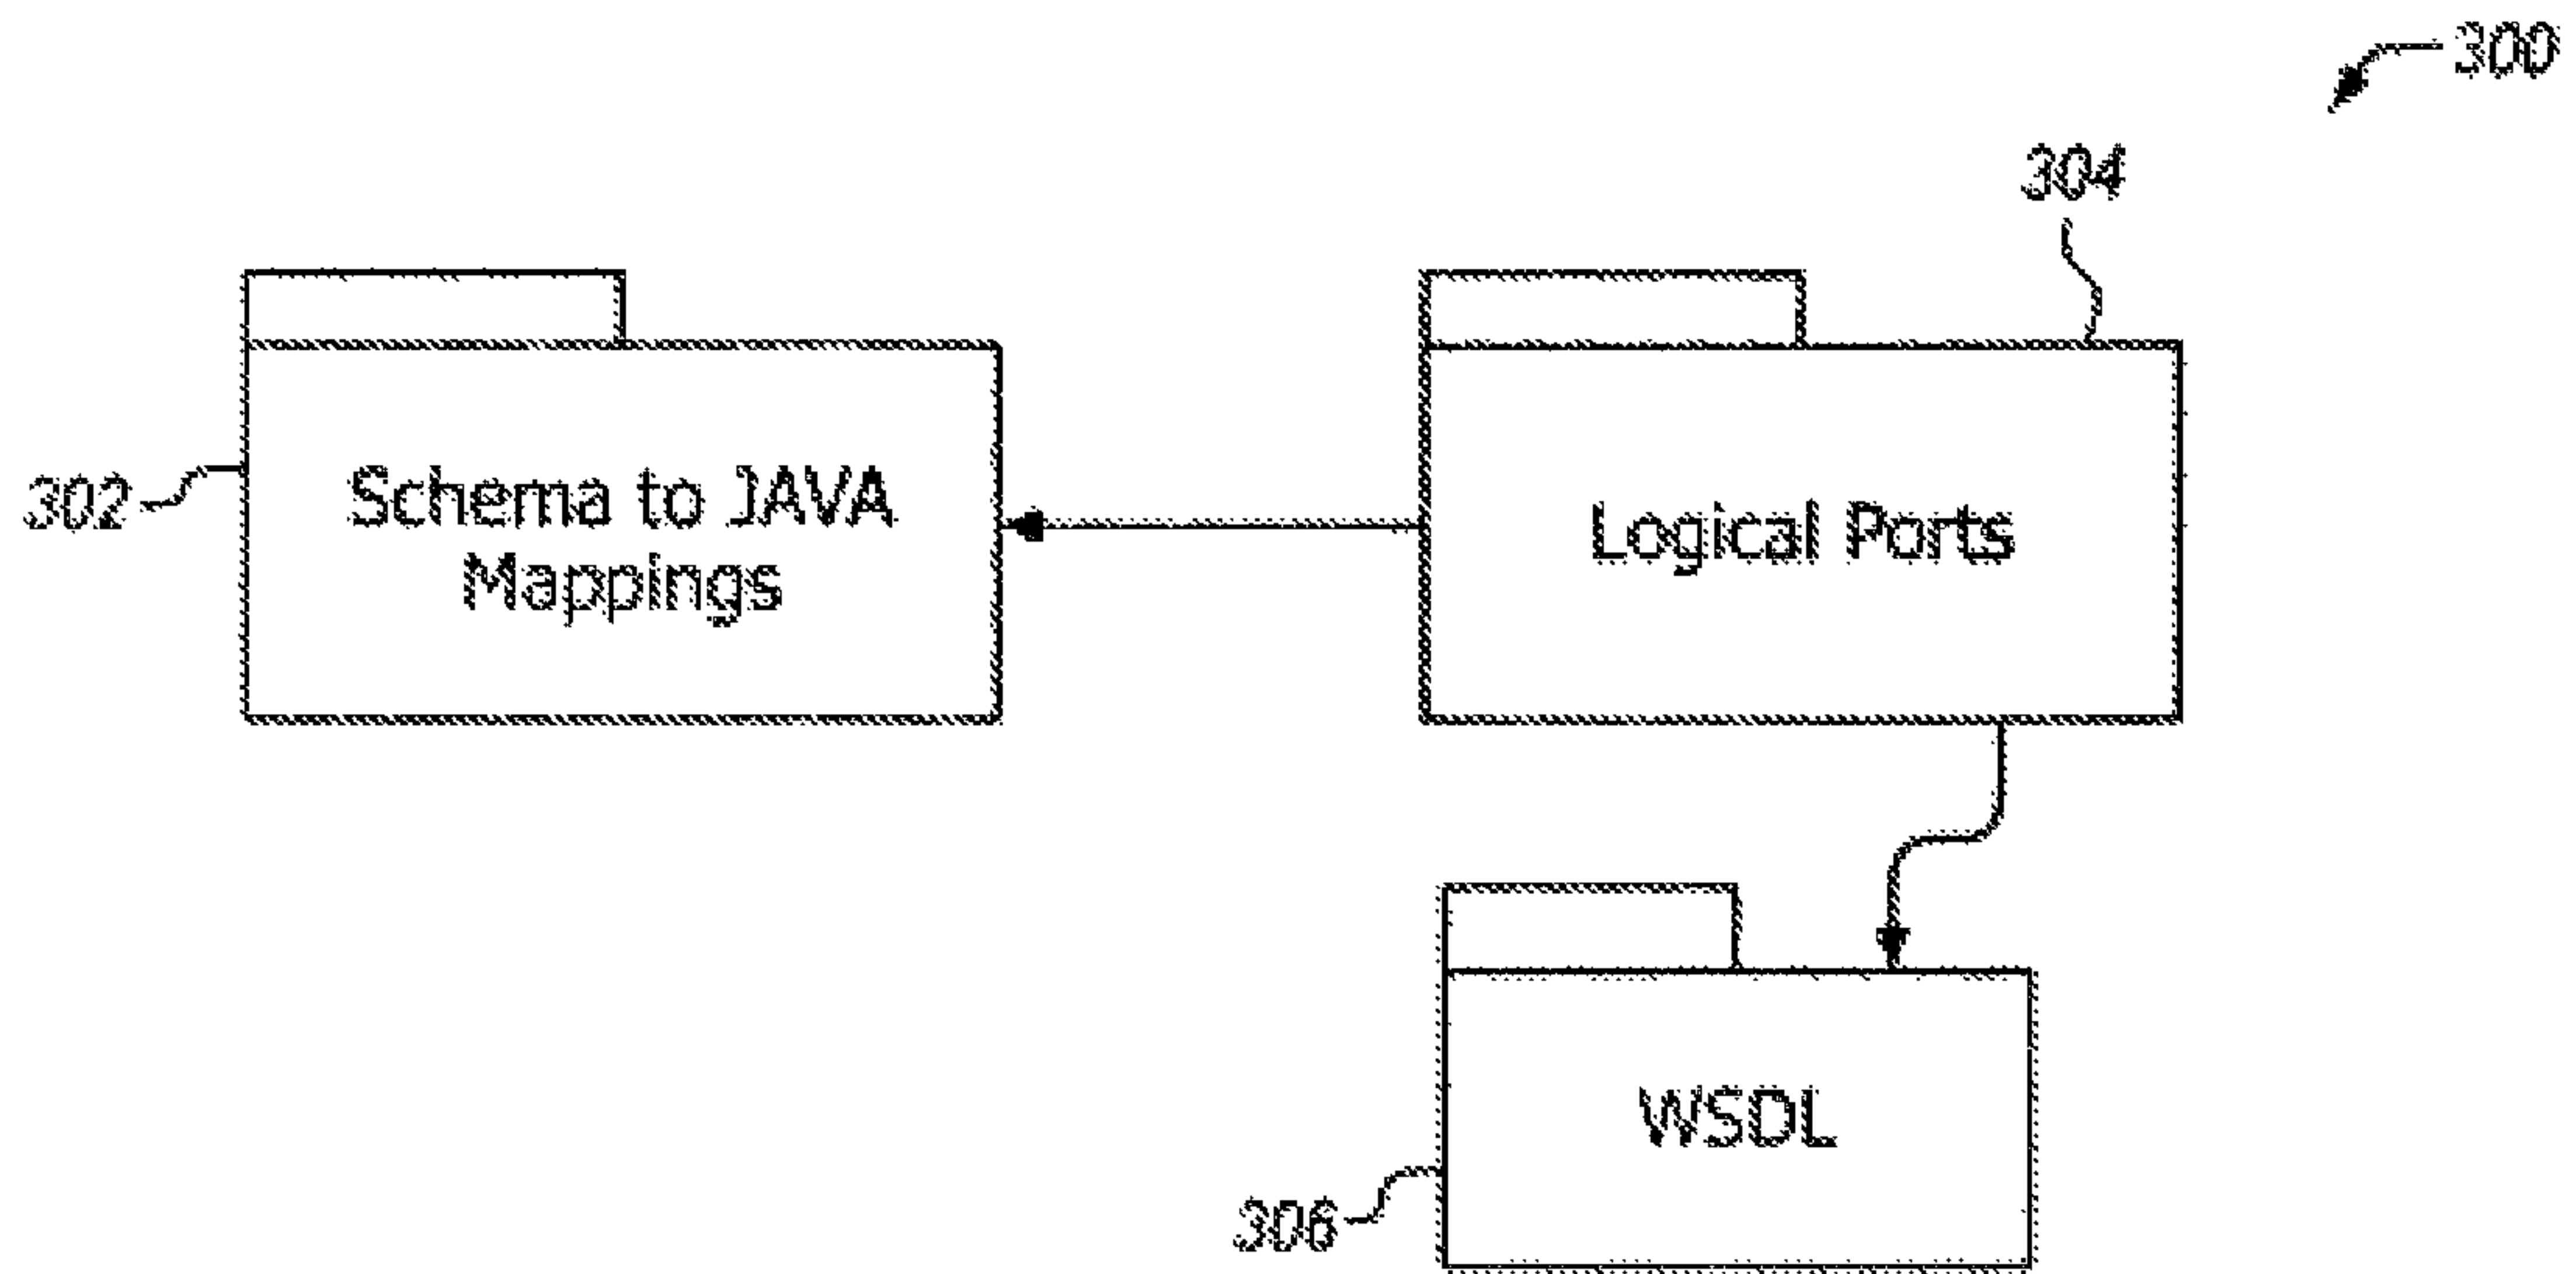 300
304
302
Schema to JAVA
Mappings
Logical Ports
WSDL
306